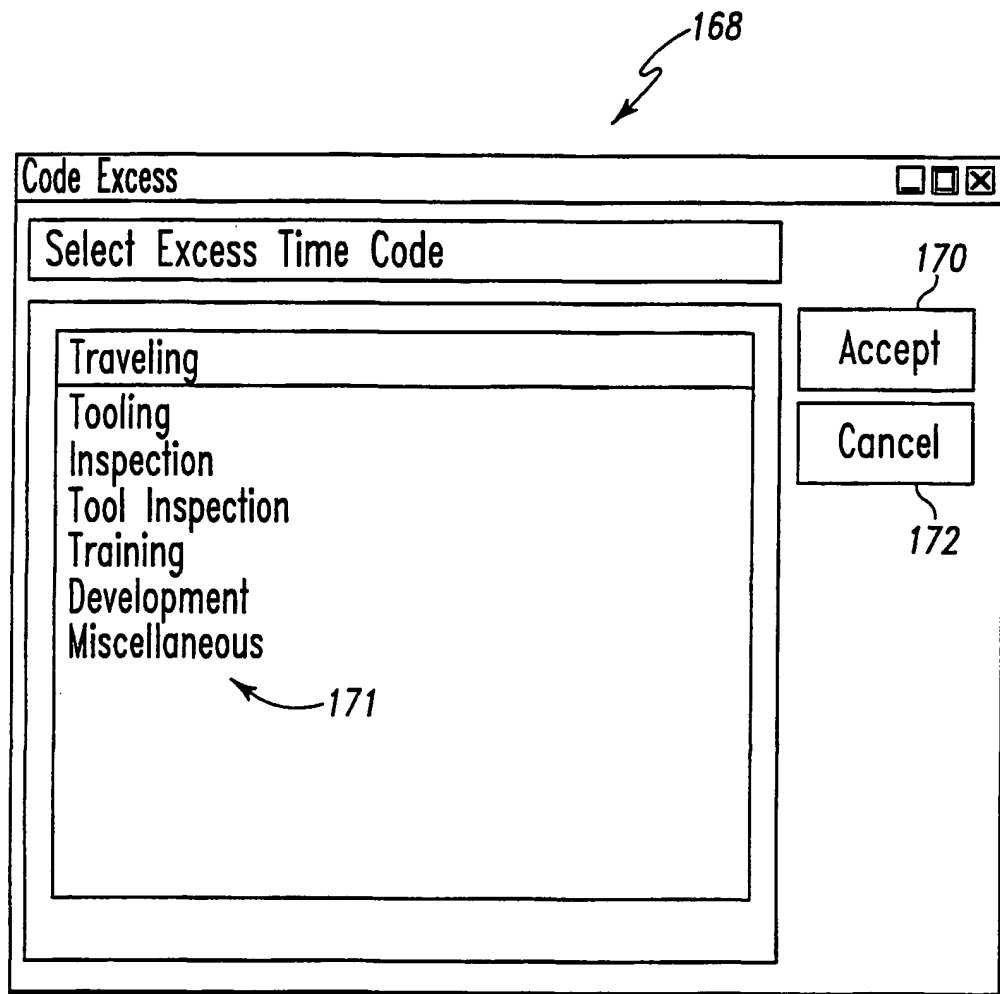 168
Code Excess
Select Excess Time Code
170
Traveling
Accept
Tooling
Cancel
Inspection
Tool Inspection
172
Training
Development
Miscellaneous
171